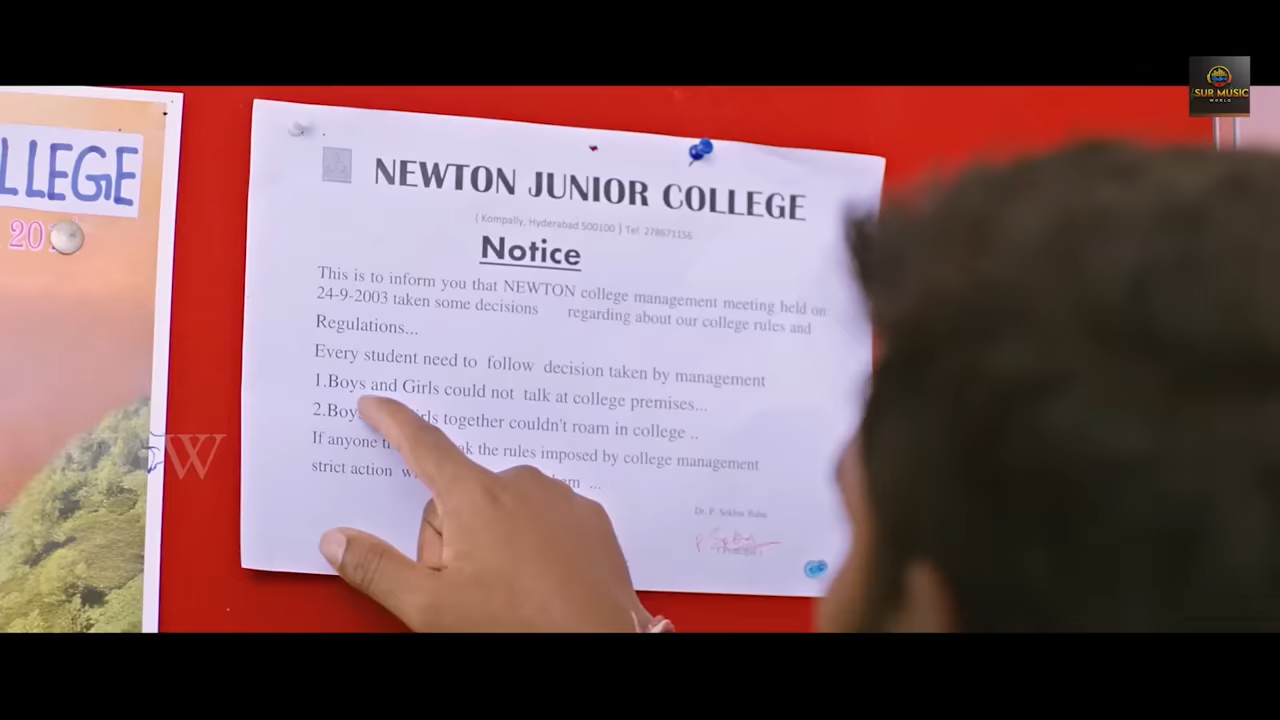 SUR MUSIC
WORLD
LLEGE
20
NEWTON JUNIOR COLLEGE
( Kompally, Hyderabad 500100 ) Tel: 278671156
Notice
This is to inform you that NEWTON college management meeting held on
24-9-2003 taken some decisions regarding about our college rules and
Regulations...
Every student need to follow decision taken by management
1.Boys and Girls could not talk at college premises...
2.Boys together couldn't roam in college ..
If anyone the rules imposed by college management
strict action ...
Dr. P. Sekhar Babu
W